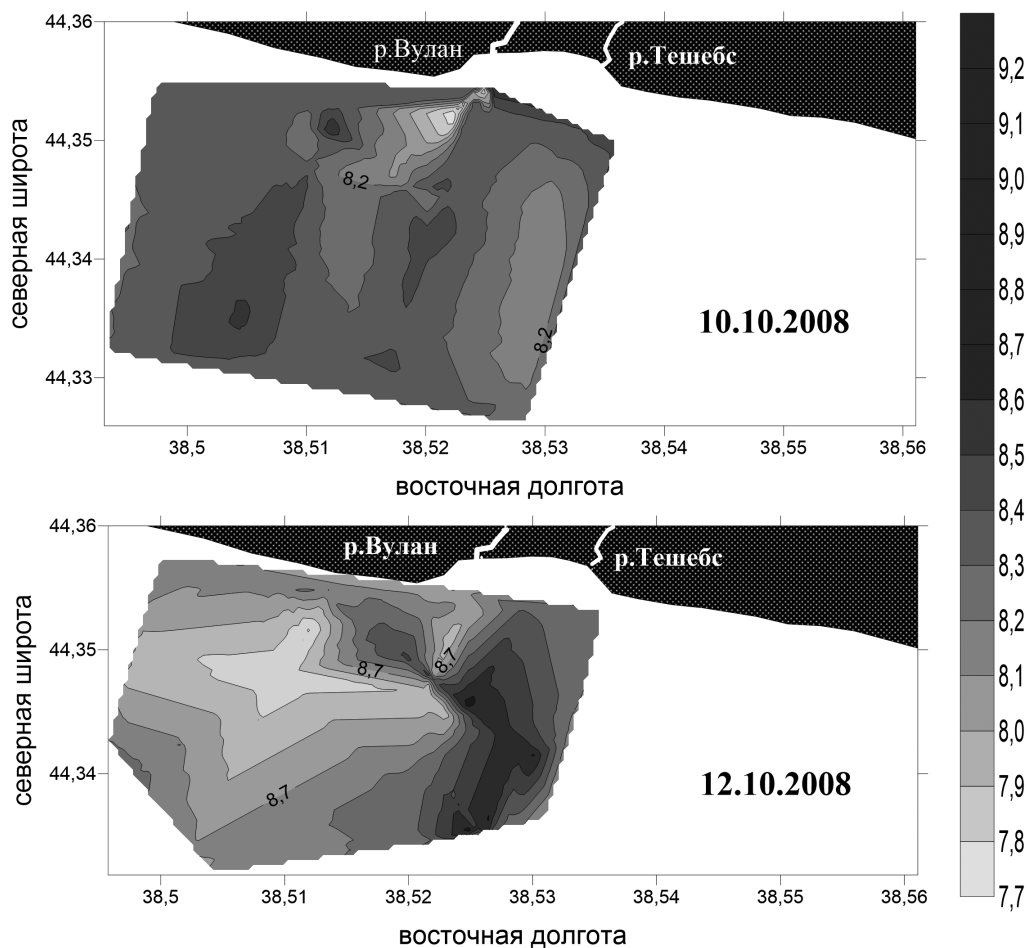 44,36
р.Вулан
р.Тешебс
44,35
8,2
44,34
10.10.2008
8,2
44,33
северная широта
38,5 38,51 38,52 38,53 38,54 38,55 38,56
восточная долгота
44,36
р.Вулан
р.Тешебс
44,35
8,7 8,7
44,34
12.10.2008
8,7
северная широта
38,5 38,51 38,52 38,53 38,54 38,55 38,56
восточная долгота
9,2
9,1
9,0
8,9
8,8
8,7
8,6
8,5
8,4
8,3
8,2
8,1
8,0
7,9
7,8
7,7